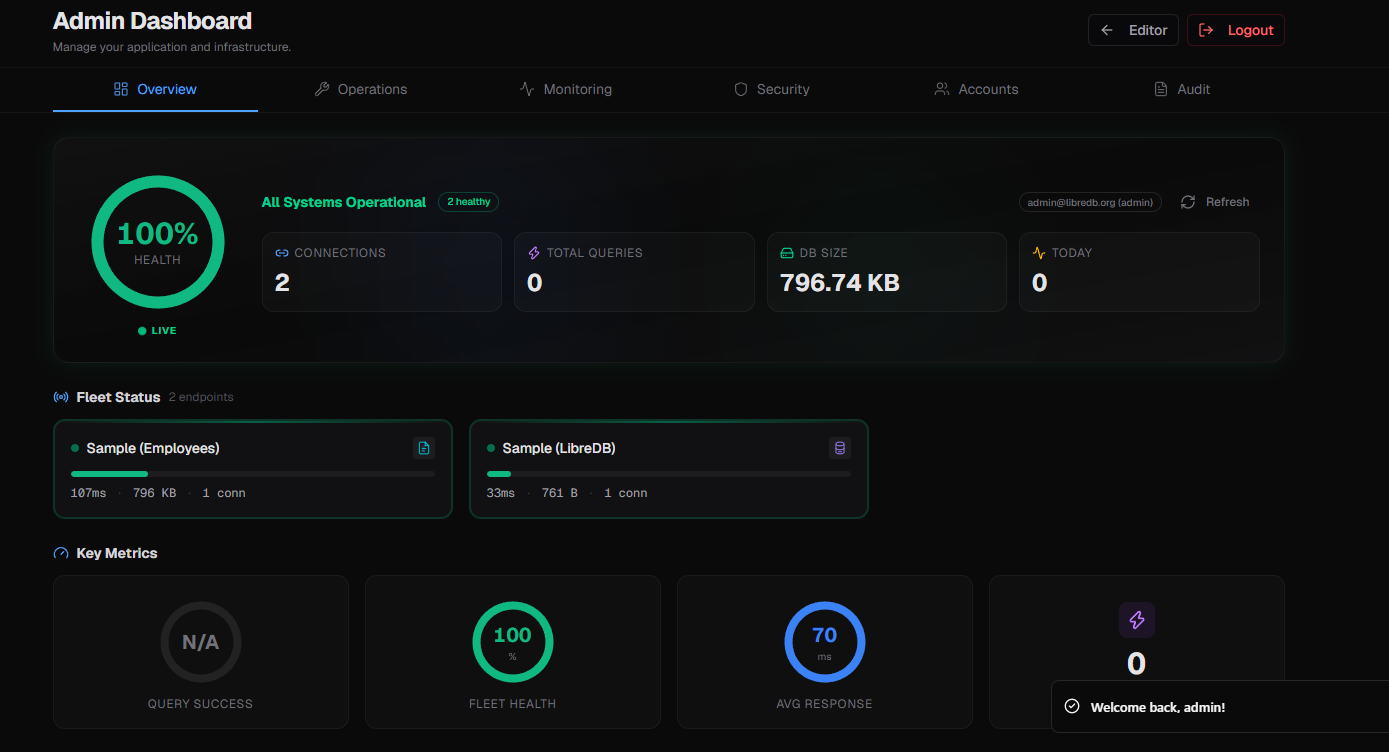 Admin Dashboard
Manage your application and infrastructure.
Editor
Logout
Overview
Operations
Monitoring
Security
Accounts
Audit
100%
HEALTH
LIVE
All Systems Operational
2 healthy
admin@libredb.org (admin)
Refresh
CONNECTIONS
2
TOTAL QUERIES
0
DB SIZE
796.74 KB
TODAY
0
Fleet Status 2 endpoints
Sample (Employees)
107ms · 796 KB · 1 conn
Sample (LibreDB)
33ms · 761 B · 1 conn
Key Metrics
N/A
QUERY SUCCESS
100
%
FLEET HEALTH
70
ms
AVG RESPONSE
0
Welcome back, admin!